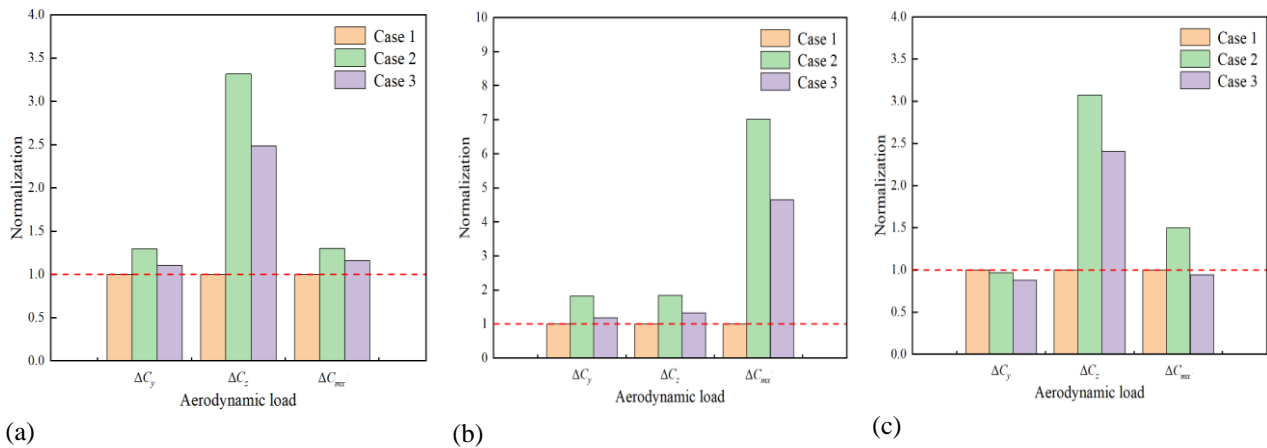 4.0
3.5
3.0
2.5
2.0
1.5
1.0
0.5
0.0
Normalization
Case 1
Case 2
Case 3
ΔCy
ΔCz
ΔCmx
Aerodynamic load
(a)
10
9
8
7
6
5
4
3
2
1
0
Normalization
Case 1
Case 2
Case 3
ΔCy
ΔCz
ΔCmx
Aerodynamic load
(b)
4.0
3.5
3.0
2.5
2.0
1.5
1.0
0.5
0.0
Normalization
Case 1
Case 2
Case 3
ΔCy
ΔCz
ΔCmx
Aerodynamic load
(c)